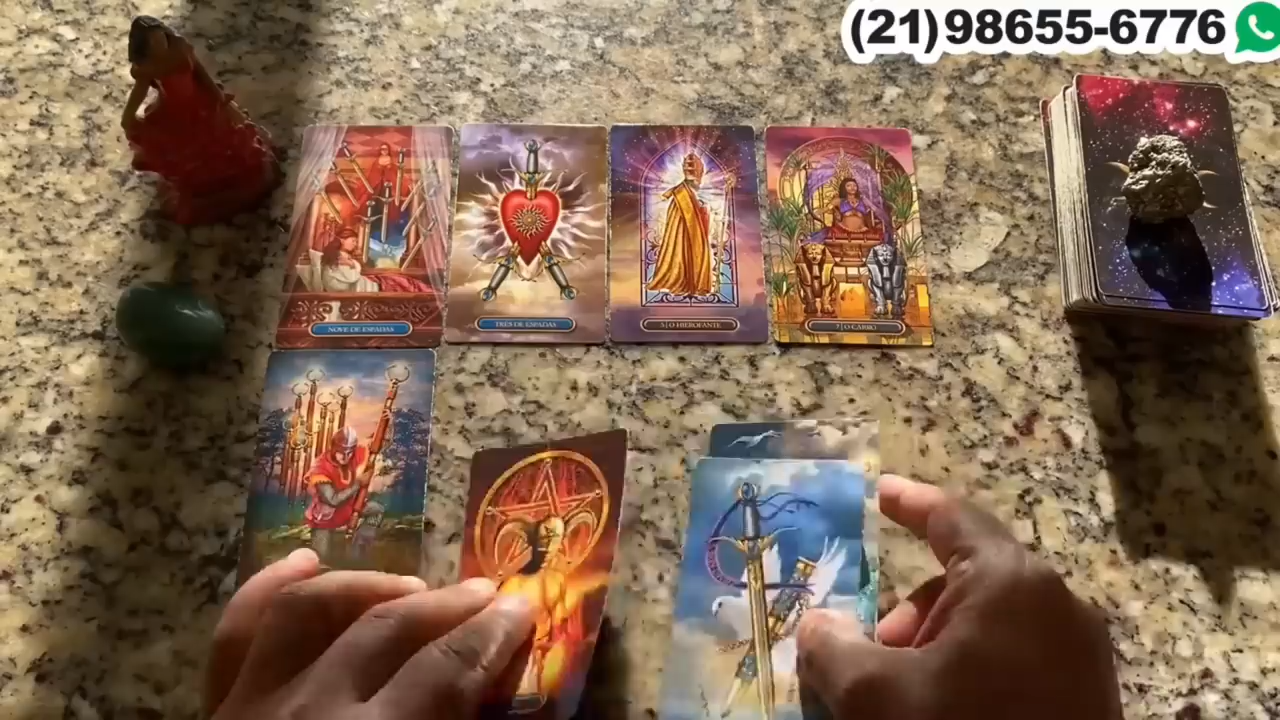 (21)98655-6776
NOVE DE ESPADAS
TRÊS DE ESPADAS
5 | O HIEROFANTE
7 | O CARRO